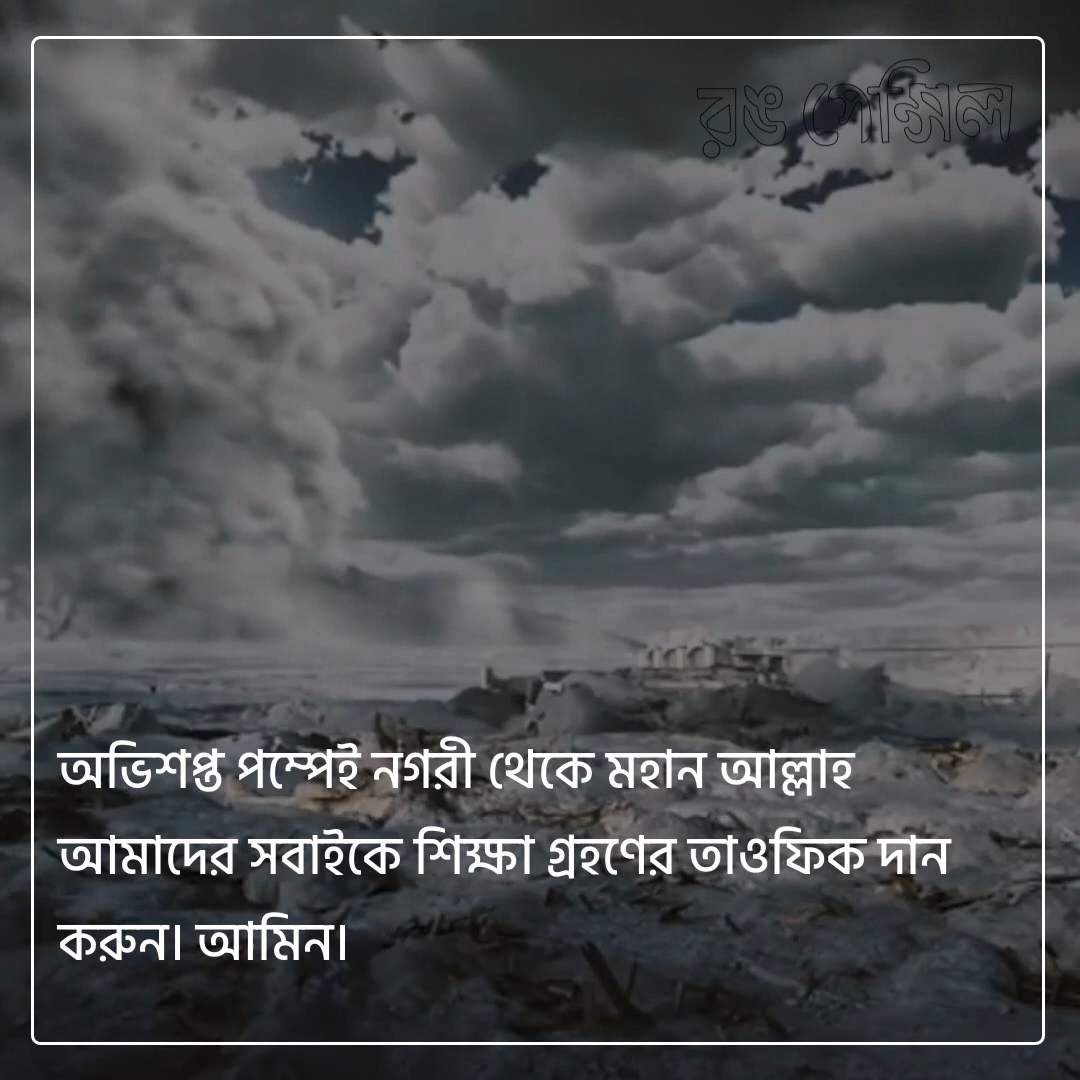 রঙ পেন্সিল
অভিশপ্ত পম্পেই নগরী থেকে মহান আল্লাহ
আমাদের সবাইকে শিক্ষা গ্রহণের তাওফিক দান
করুন। আমিন।